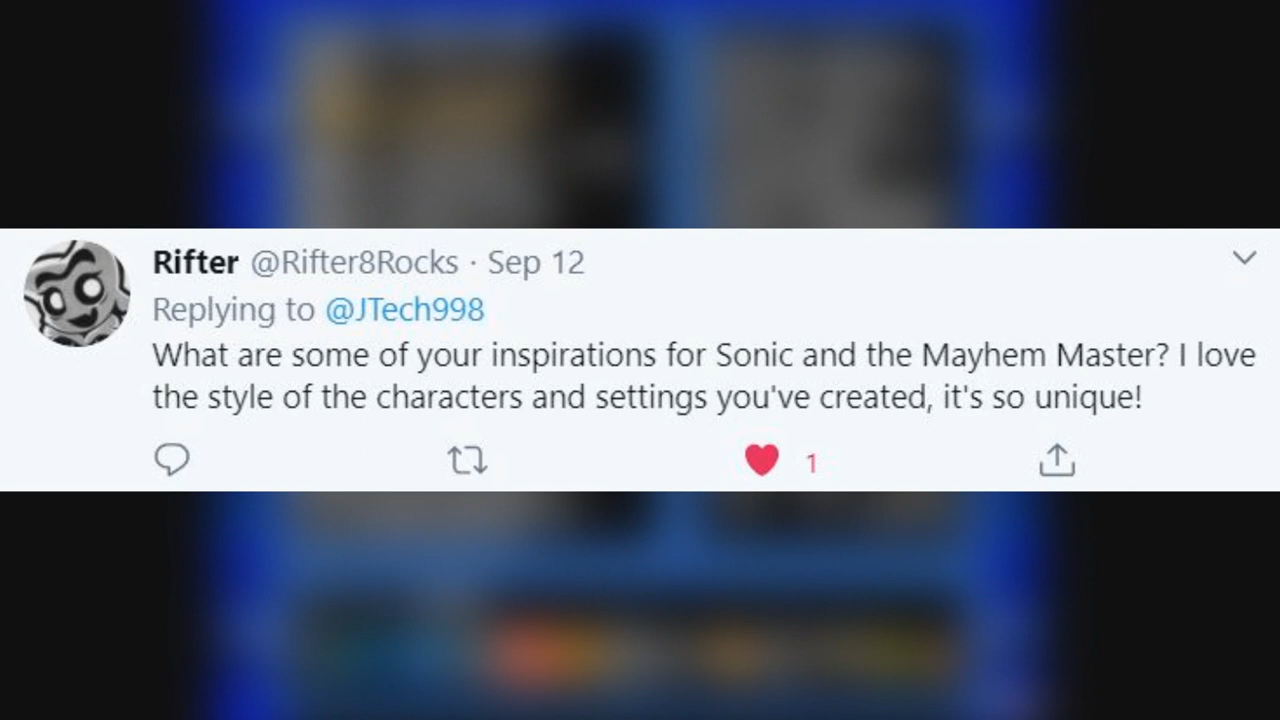 Rifter @Rifter8Rocks · Sep 12
Replying to @JTech998
What are some of your inspirations for Sonic and the Mayhem Master? I love
the style of the characters and settings you've created, it's so unique!
1